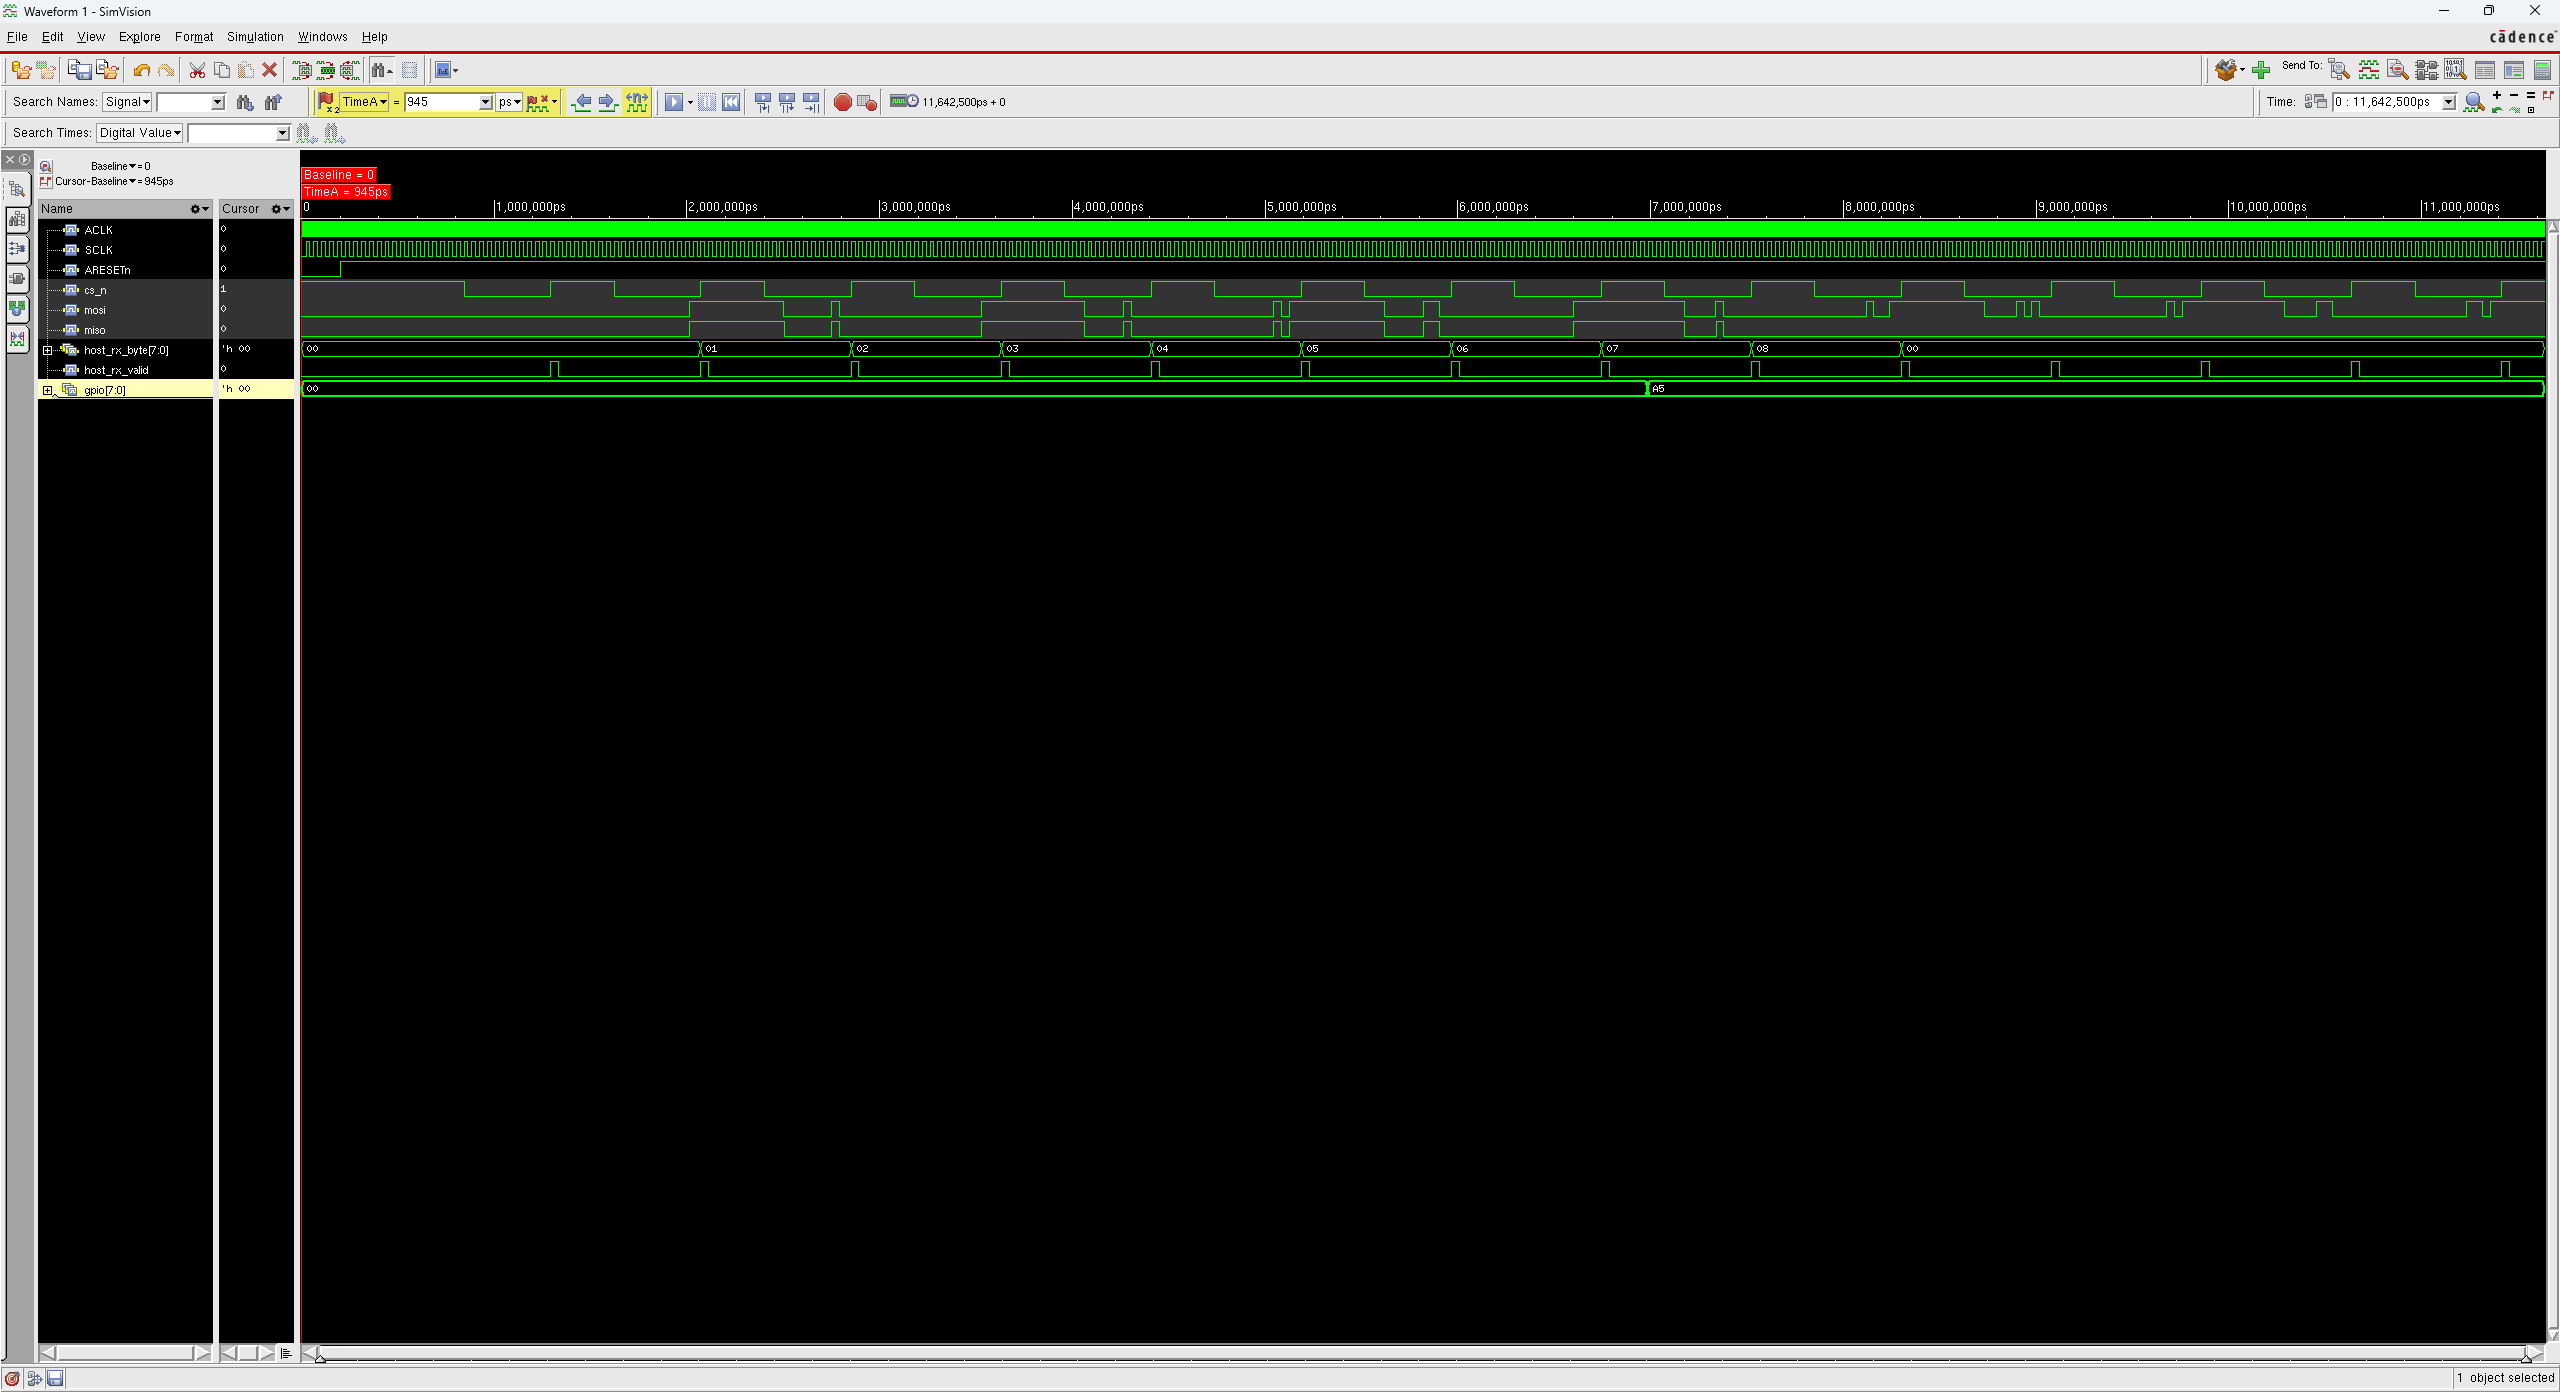 Waveform 1 - SimVision
File Edit View Explore Format Simulation Windows Help
cādence
Send To:
Search Names: Signal
TimeA = 945 ps
11,642,500ps + 0
Time: 0 : 11,642,500ps
Search Times: Digital Value
Baseline = 0
Cursor-Baseline = 945ps
Baseline = 0
TimeA = 945ps
Name Cursor
0 1,000,000ps 2,000,000ps 3,000,000ps 4,000,000ps 5,000,000ps 6,000,000ps 7,000,000ps 8,000,000ps 9,000,000ps 10,000,000ps 11,000,000ps
ACLK 0
SCLK 0
ARESETn 0
cs_n 1
mosi 0
miso 0
host_rx_byte[7:0] 'h 00 00 01 02 03 04 05 06 07 08 00
host_rx_valid 0
gpio[7:0] 'h 00 00 A5
1 object selected